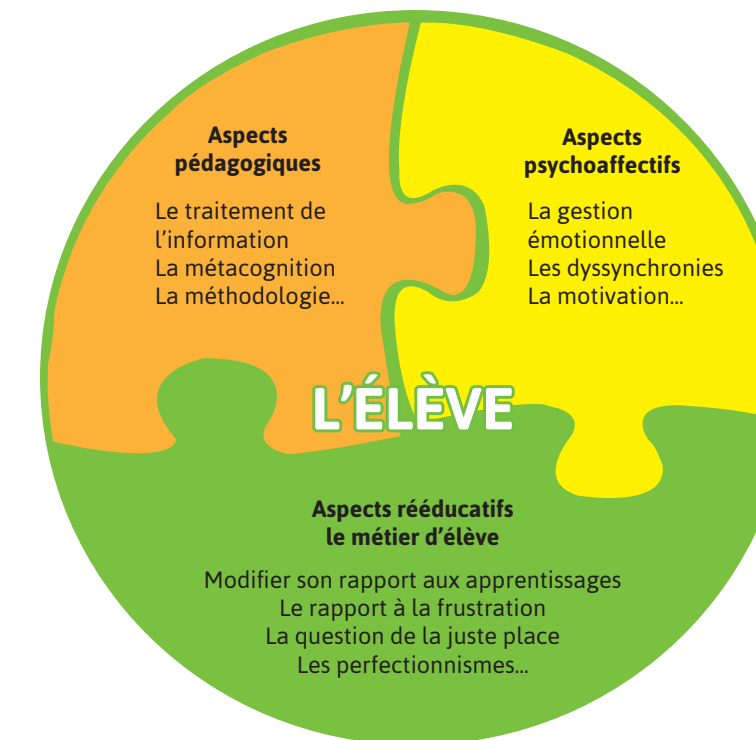 Aspects
pédagogiques
Le traitement de
l’information
La métacognition
La méthodologie...
Aspects
psychoaffectifs
La gestion
émotionnelle
Les dyssynchronies
La motivation...
L’ÉLÈVE
Aspects rééducatifs
le métier d’élève
Modifier son rapport aux apprentissages
Le rapport à la frustration
La question de la juste place
Les perfectionnismes...